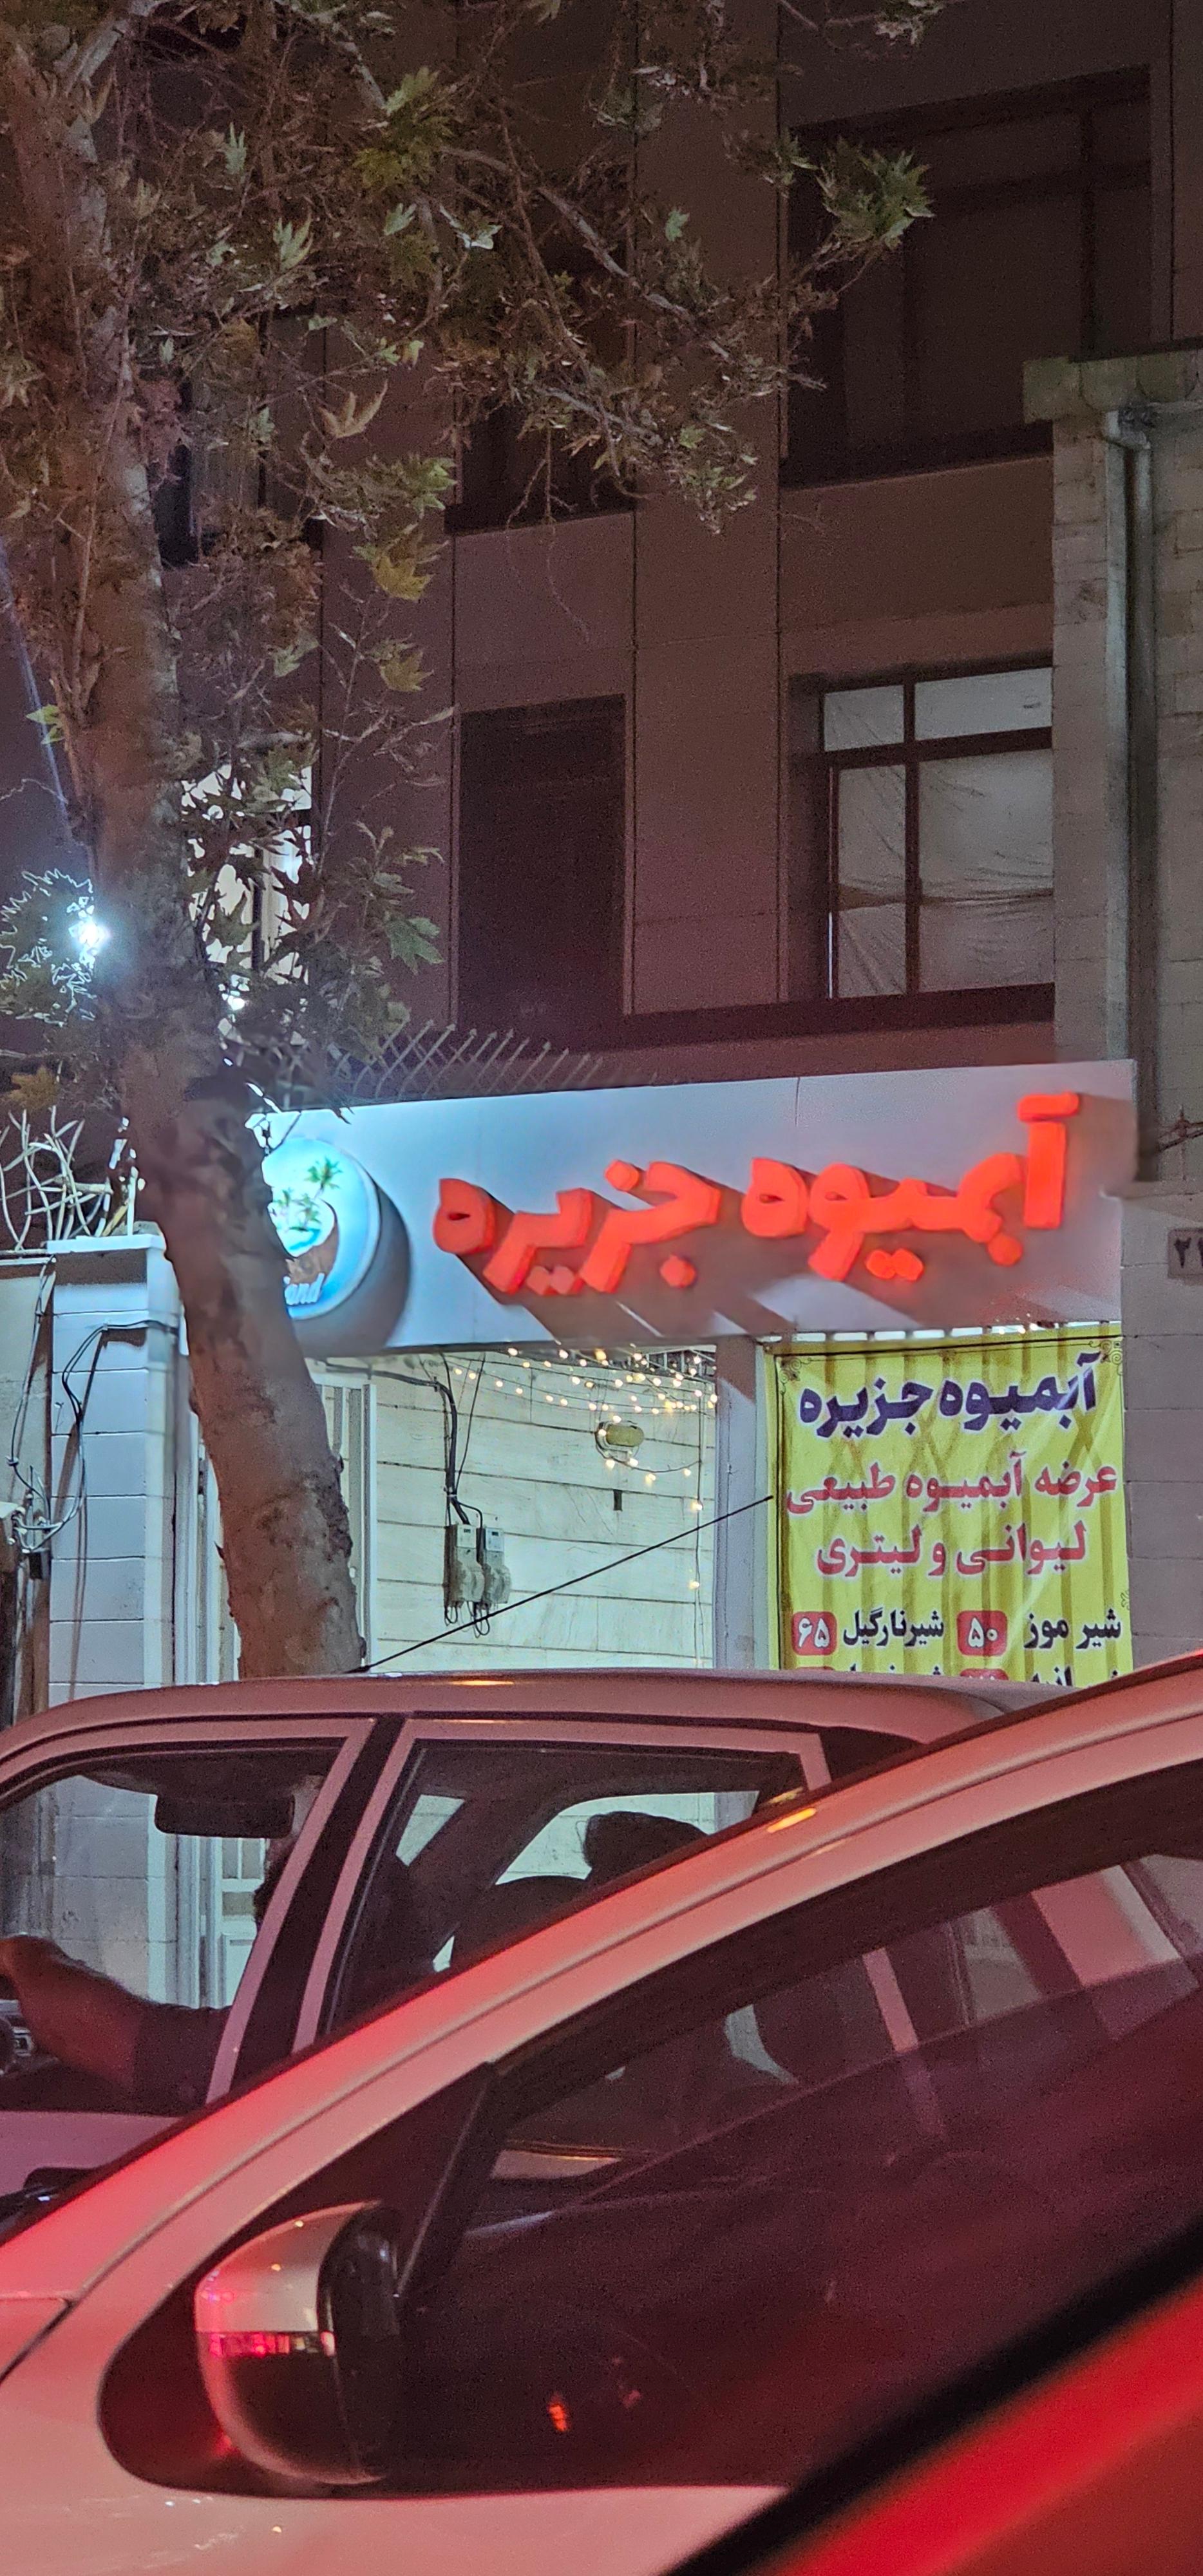 آبمیوه جزیره
آبمیوه جزیره
عرضه آبمیوه طبیعی
لیوانی و لیتری
شیر موز ۵۰ شیرنارگیل ۶۵